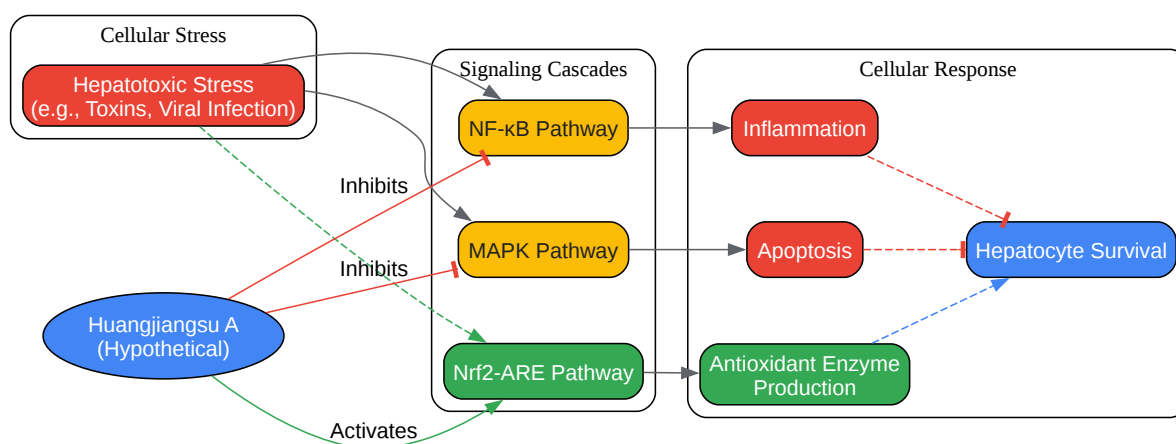 Cellular Stress
Hepatotoxic Stress
(e.g., Toxins, Viral Infection)
Signaling Cascades
NF-κB Pathway
MAPK Pathway
Nrf2-ARE Pathway
Cellular Response
Inflammation
Apoptosis
Hepatocyte Survival
Antioxidant Enzyme
Production
Inhibits
Inhibits
Huangjiangsu A
(Hypothetical)
Activates